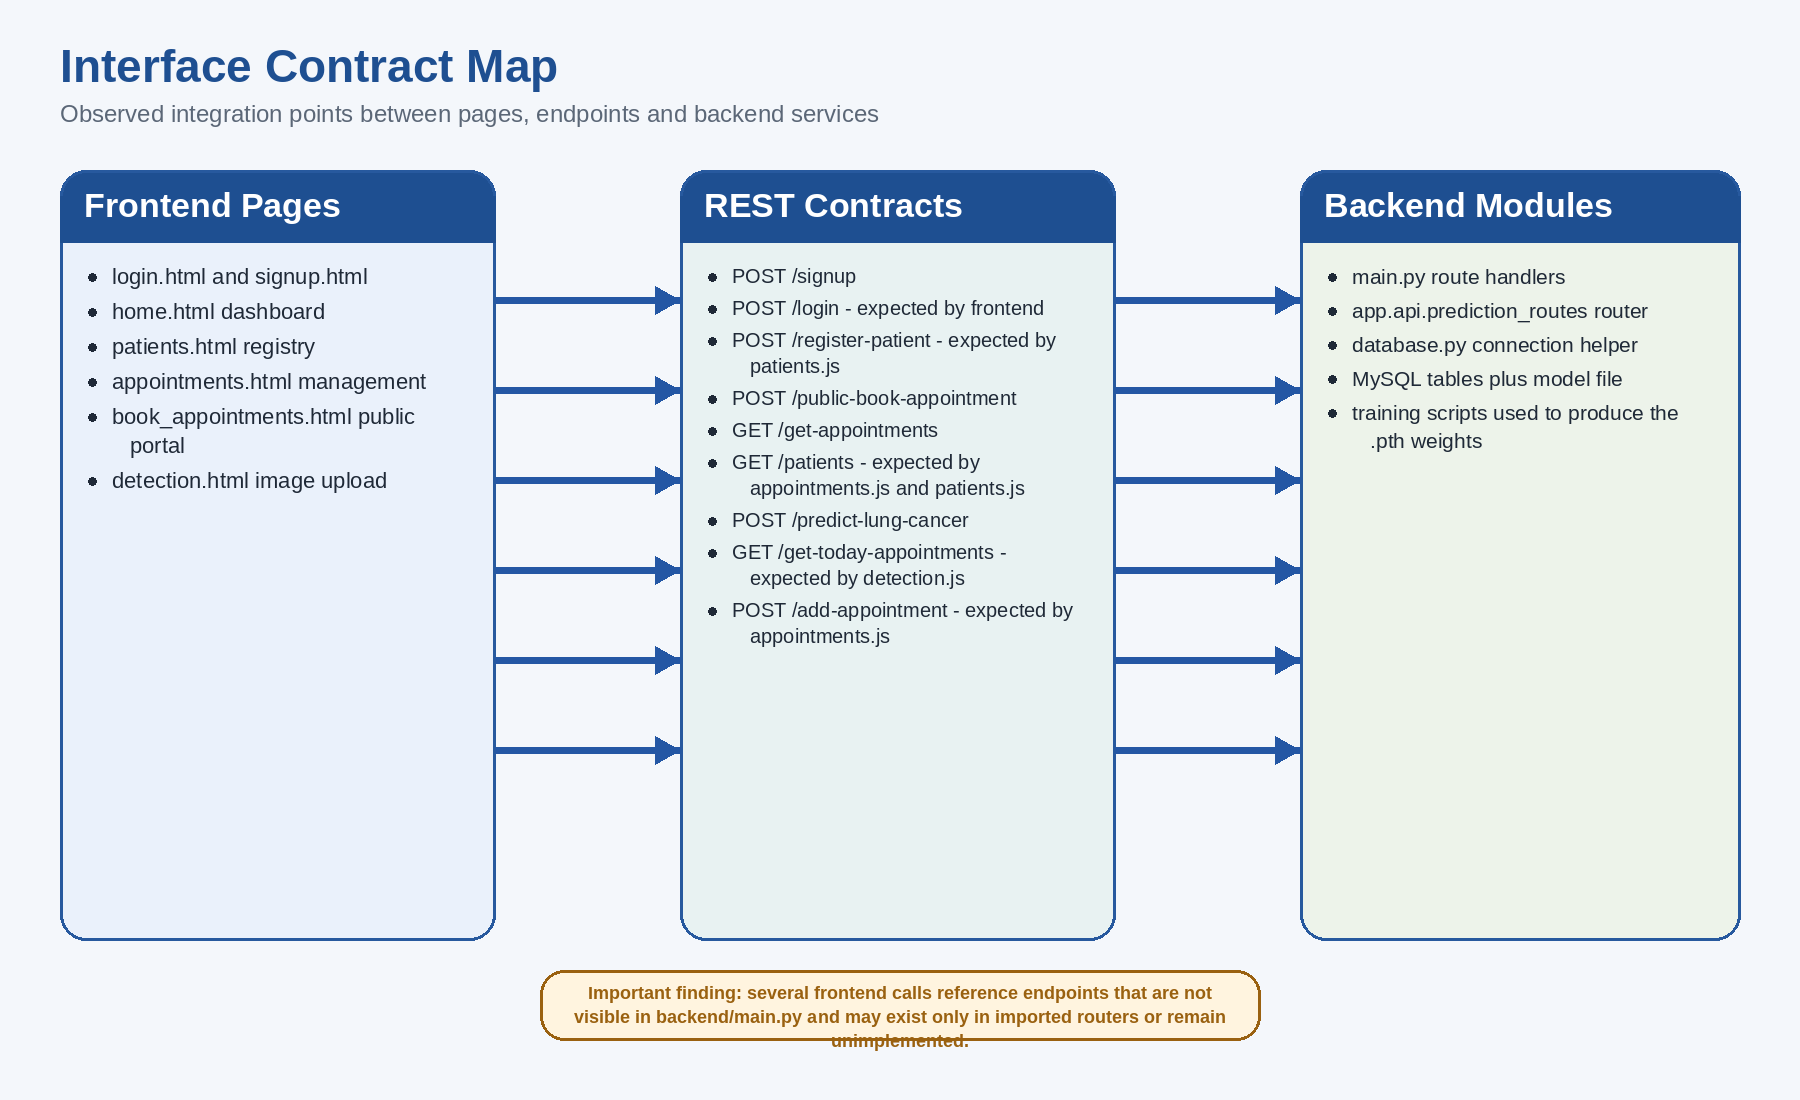 Interface Contract Map
Observed integration points between pages, endpoints and backend services
Frontend Pages
login.html and signup.html
home.html dashboard
patients.html registry
appointments.html management
book_appointments.html public
portal
detection.html image upload
REST Contracts
POST /signup
POST /login - expected by frontend
POST /register-patient - expected by
patients.js
POST /public-book-appointment
GET /get-appointments
GET /patients - expected by
appointments.js and patients.js
POST /predict-lung-cancer
GET /get-today-appointments -
expected by detection.js
POST /add-appointment - expected by
appointments.js
Backend Modules
main.py route handlers
app.api.prediction_routes router
database.py connection helper
MySQL tables plus model file
training scripts used to produce the
.pth weights
Important finding: several frontend calls reference endpoints that are not
visible in backend/main.py and may exist only in imported routers or remain
unimplemented.